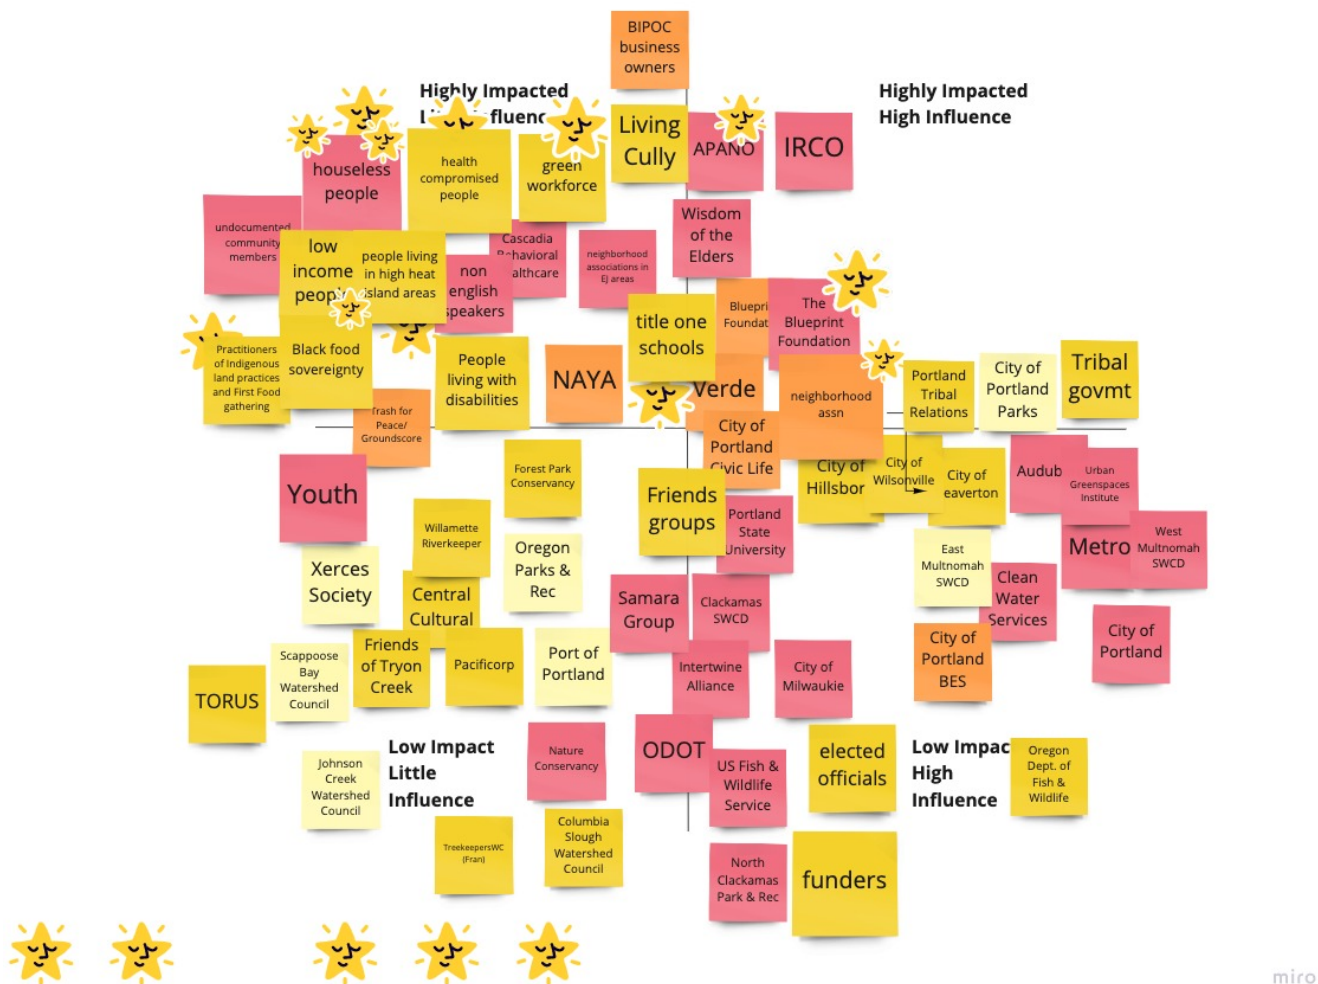 BIPOC
business
owners
Highly Impacted
Highly Impacted
High Influence
Living
Cully
APANO
IRCO
houseless
people
health
compromised
people
green
workforce
undocumented
community
members
low
income
people living
in high heat
island areas
non
english
speakers
Cascadia
Behavioral
neighborhood
associations in
EJ areas
Wisdom
of the
Elders
title one
schools
The
Blueprint
Foundation
Practitioners
of Indigenous
land practices
and First Food
gathering
Black food
sovereignty
People
living with
disabilities
NAYA
Verde
neighborhood
assn
Portland
Tribal
Relations
City of
Portland
Parks
Tribal
govmt
Trash for
Peace/
Groundscore
City of
Portland
Civic Life
Youth
Forest Park
Conservancy
Friends
groups
City of
Hillsbor
City of
Wilsonville
City of
eaverton
Audub
Urban
Greenspaces
Institute
Willamette
Riverkeeper
Portland
State
University
Xerces
Society
Oregon
Parks &
Rec
East
Multnomah
SWCD
Metro
West
Multnomah
SWCD
Central
Cultural
Samara
Group
Clackamas
SWCD
Clean
Water
Services
TORUS
Scappoose
Bay
Watershed
Council
Friends
of Tryon
Creek
Pacificorp
Port of
Portland
Intertwine
Alliance
City of
Milwaukie
City of
Portland
BES
City of
Portland
Low Impact
Little
Influence
Johnson
Creek
Watershed
Council
Nature
Conservancy
ODOT
US Fish &
Wildlife
Service
elected
officials
Low Impac
High
Influence
Oregon
Dept. of
Fish &
Wildlife
TreekeepersWC
(Fran)
Columbia
Slough
Watershed
Council
North
Clackamas
Park & Rec
funders
miro